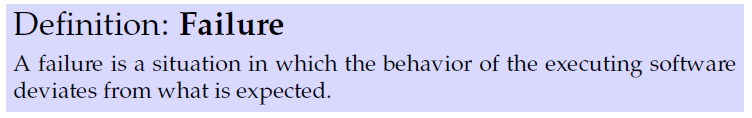 Definition: Failure
A failure is a situation in which the behavior of the executing software
deviates from what is expected.